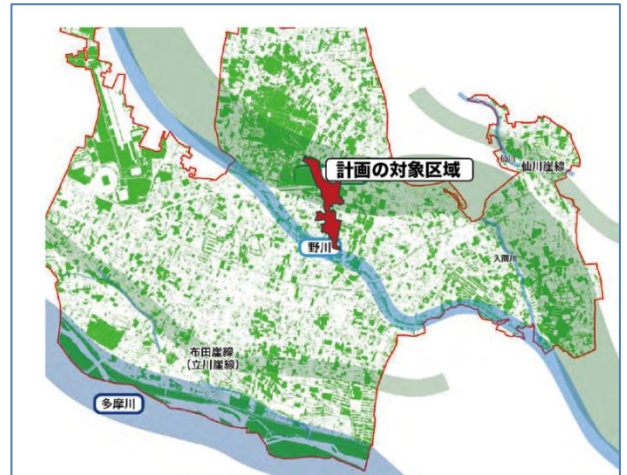 計画の対象区域
仙川
仙川崖線
野川
入間川
布田崖線
(立川崖線)
多摩川